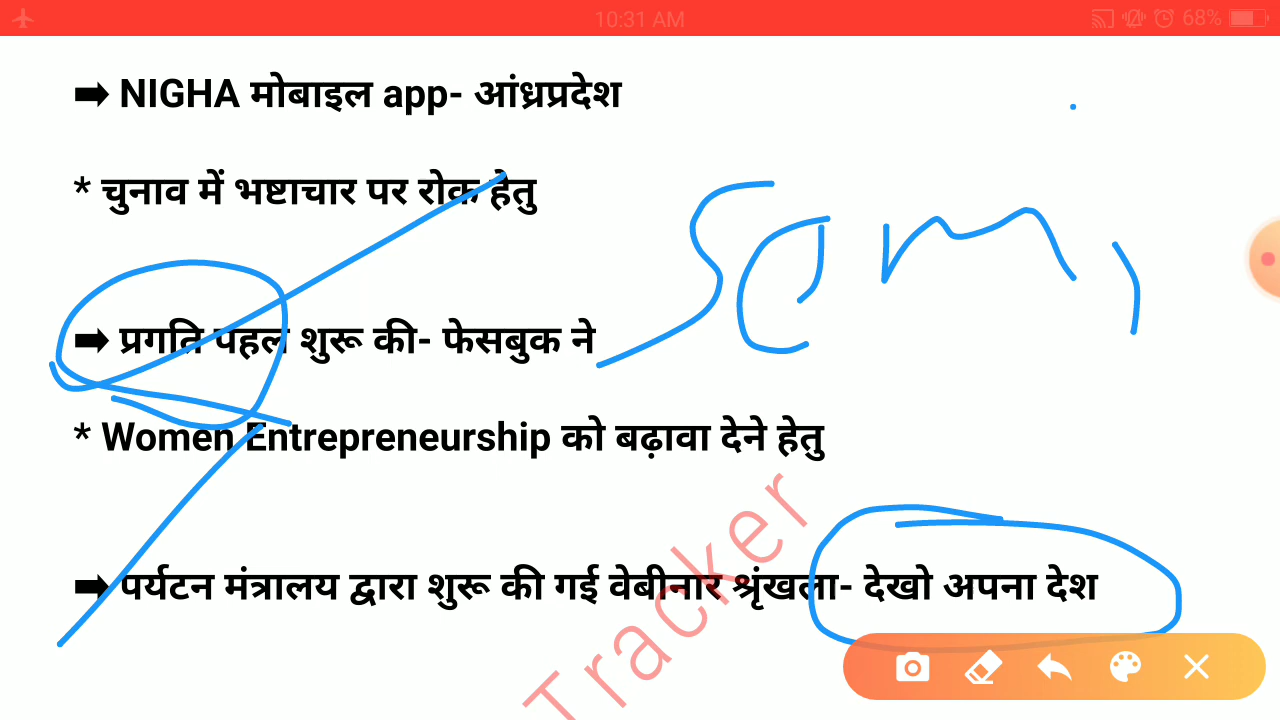 10:31 AM 68%
➡ NIGHA मोबाइल app- आंध्रप्रदेश
* चुनाव में भष्टाचार पर रोक हेतु
➡ प्रगति पहल शुरू की- फेसबुक ने
* Women Entrepreneurship को बढ़ावा देने हेतु
➡ पर्यटन मंत्रालय द्वारा शुरू की गई वेबीनार श्रृंखला- देखो अपना देश
Tracker